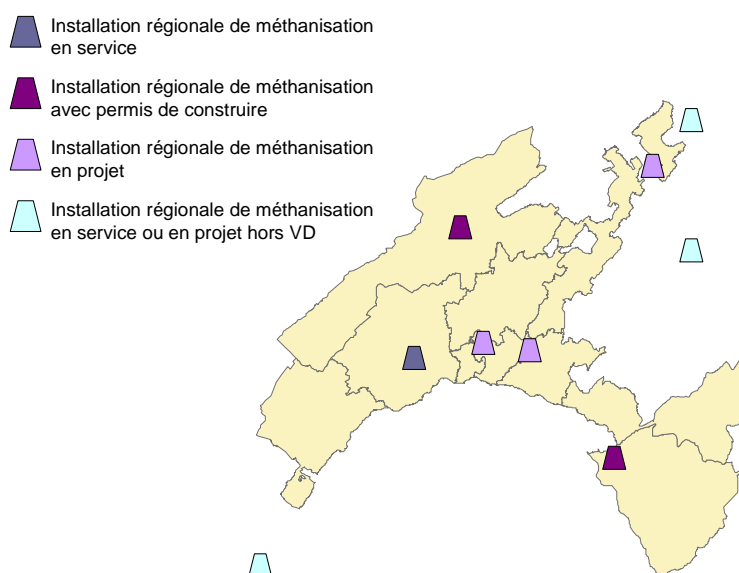 Installation régionale de méthanisation
en service
Installation régionale de méthanisation
avec permis de construire
Installation régionale de méthanisation
en projet
Installation régionale de méthanisation
en service ou en projet hors VD